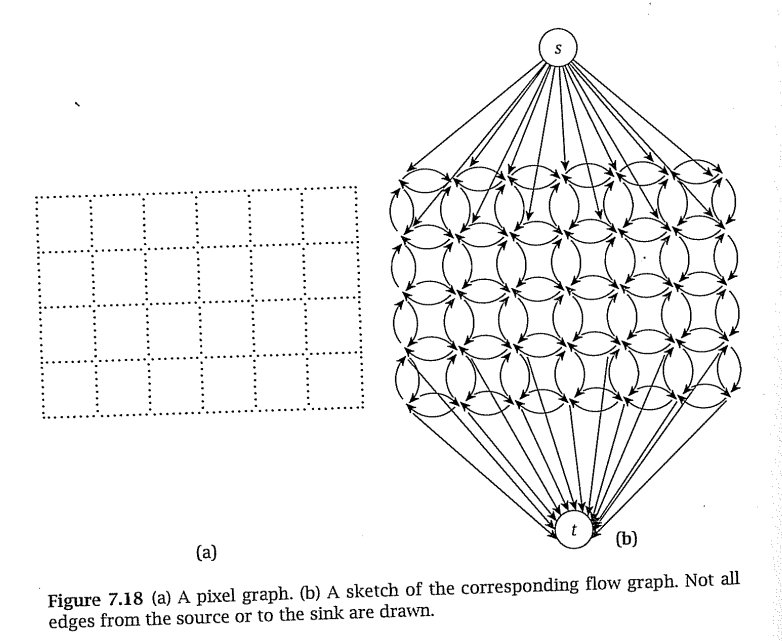 s
t
(a)
(b)
Figure 7.18 (a) A pixel graph. (b) A sketch of the corresponding flow graph. Not all
edges from the source or to the sink are drawn.